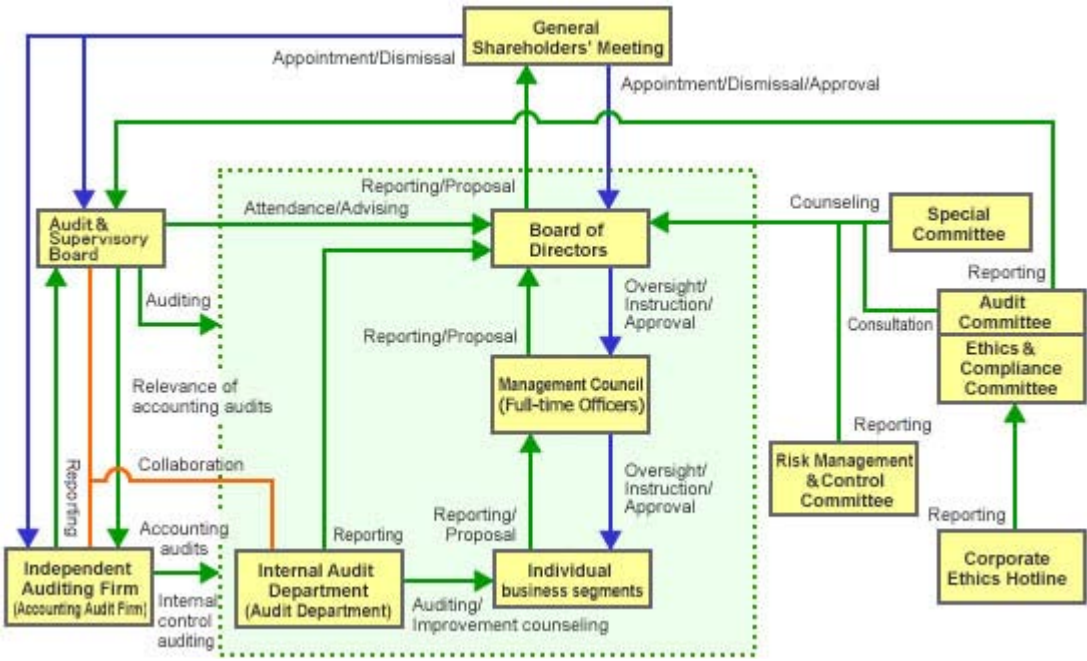 General
Shareholders' Meeting
Appointment/Dismissal
Appointment/Dismissal/Approval
Reporting/Proposal
Attendance/Advising
Audit &
Supervisory
Board
Board of
Directors
Counseling
Special
Committee
Reporting
Auditing
Oversight/
Instruction/
Approval
Reporting/Proposal
Consultation
Audit
Committee
Ethics &
Compliance
Committee
Relevance of
accounting audits
Management Council
(Full-time Officers)
Reporting
Risk Management
& Control
Committee
Collaboration
Reporting
Oversight/
Instruction/
Approval
Reporting/
Proposal
Reporting
Accounting
audits
Reporting
Independent
Auditing Firm
(Accounting Audit Firm)
Internal
control
auditing
Internal Audit
Department
(Audit Department)
Auditing/
Improvement counseling
Individual
business segments
Corporate
Ethics Hotline